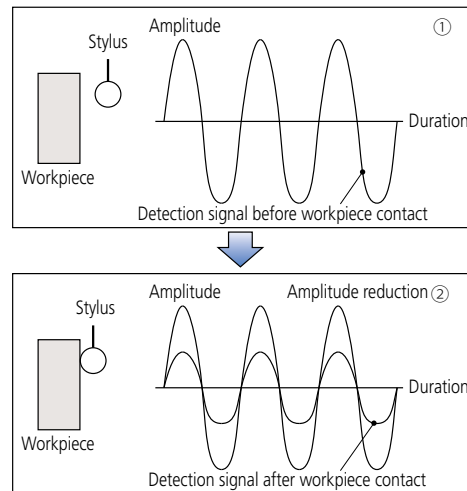 Amplitude ①
Stylus
Duration
Workpiece
Detection signal before workpiece contact
Amplitude Amplitude reduction ②
Stylus
Duration
Workpiece
Detection signal after workpiece contact